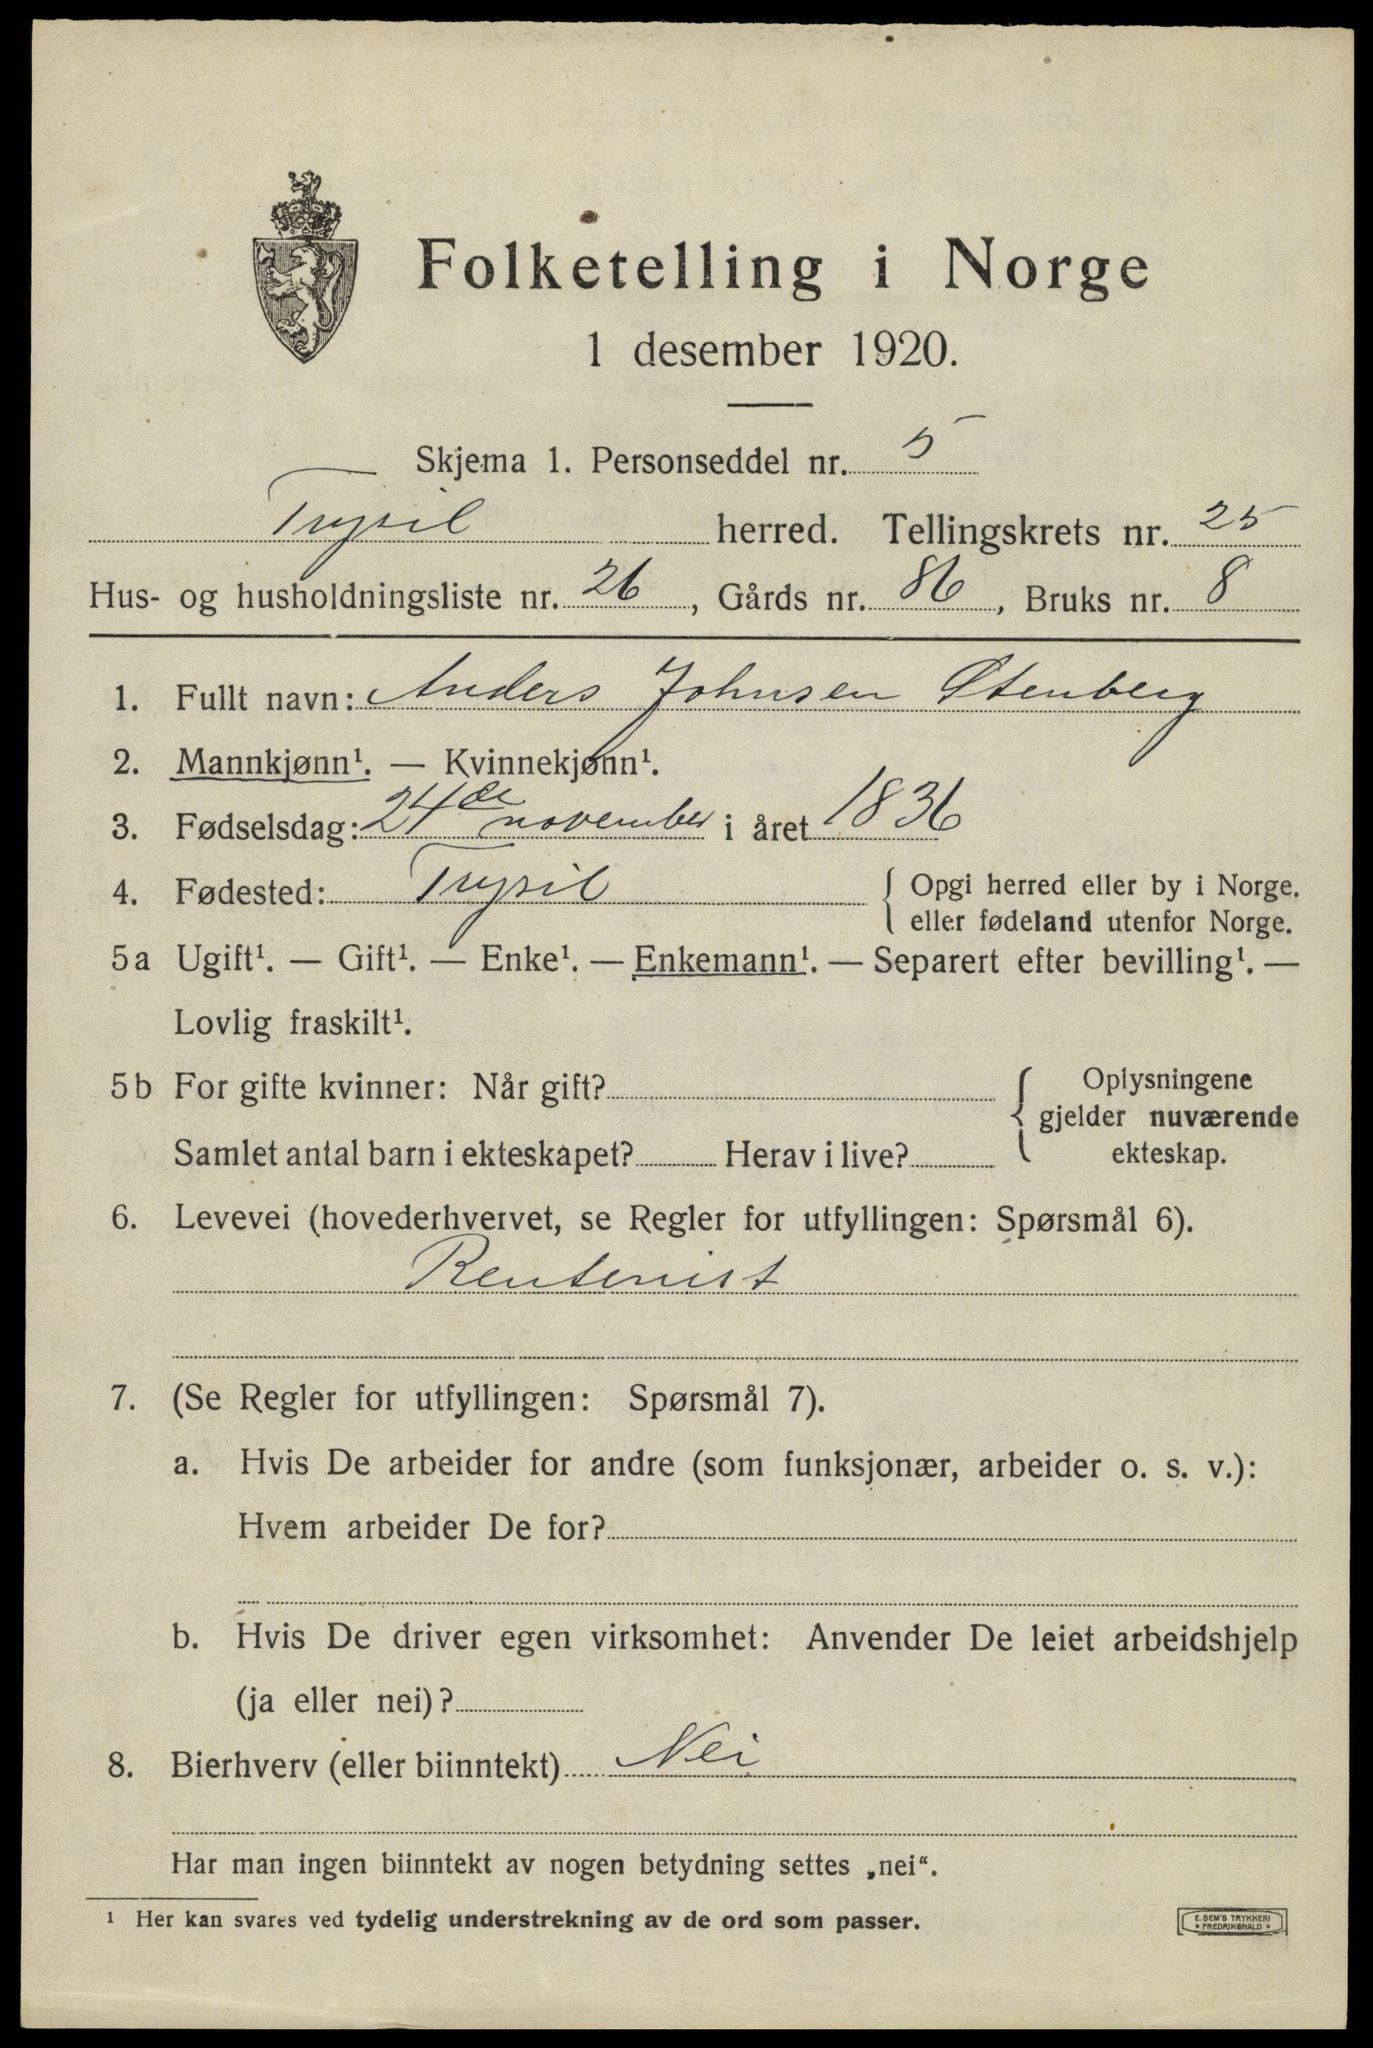 Folketelling i Norge
1 desember 1920.
Skjema 1. Personseddel nr. 5
Trysil herred. Tellingskrets nr. 25
Hus- og husholdningsliste nr. 26, Gårds nr. 86, Bruks nr. 8
1. Fullt navn: Anders Johnsen Østenberg
2. Mannkjønn¹. — Kvinnekjønn¹.
3. Fødselsdag: 24de november i året 1836
4. Fødested: Trysil { Opgi herred eller by i Norge.
eller fødeland utenfor Norge.
5a Ugift¹. — Gift¹. — Enke¹. — Enkemann¹. — Separert efter bevilling¹. —
Lovlig fraskilt¹.
5b For gifte kvinner: Når gift? { Oplysningene
gjelder nuværende
Samlet antal barn i ekteskapet? Herav i live? ekteskap.
6. Levevei (hovederhvervet, se Regler for utfyllingen: Spørsmål 6).
Rentenist
7. (Se Regler for utfyllingen: Spørsmål 7).
a. Hvis De arbeider for andre (som funksjonær, arbeider o. s. v.):
Hvem arbeider De for?
b. Hvis De driver egen virksomhet: Anvender De leiet arbeidshjelp
(ja eller nei)?
8. Bierhverv (eller biinntekt) Nei
Har man ingen biinntekt av nogen betydning settes „nei“.
¹ Her kan svares ved tydelig understrekning av de ord som passer.
E. SEM'S TRYKKERI
• FREDRIKSHALD •